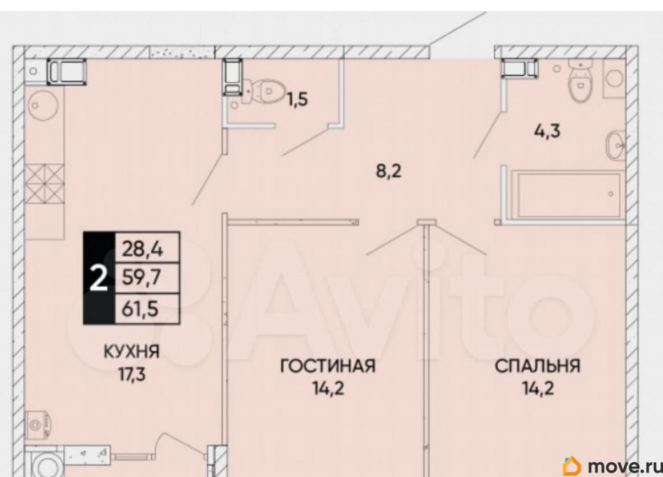 1,5
4,3
8,2
2
28,4
59,7
61,5
Avito
КУХНЯ
17,3
ГОСТИНАЯ
14,2
СПАЛЬНЯ
14,2
move.ru